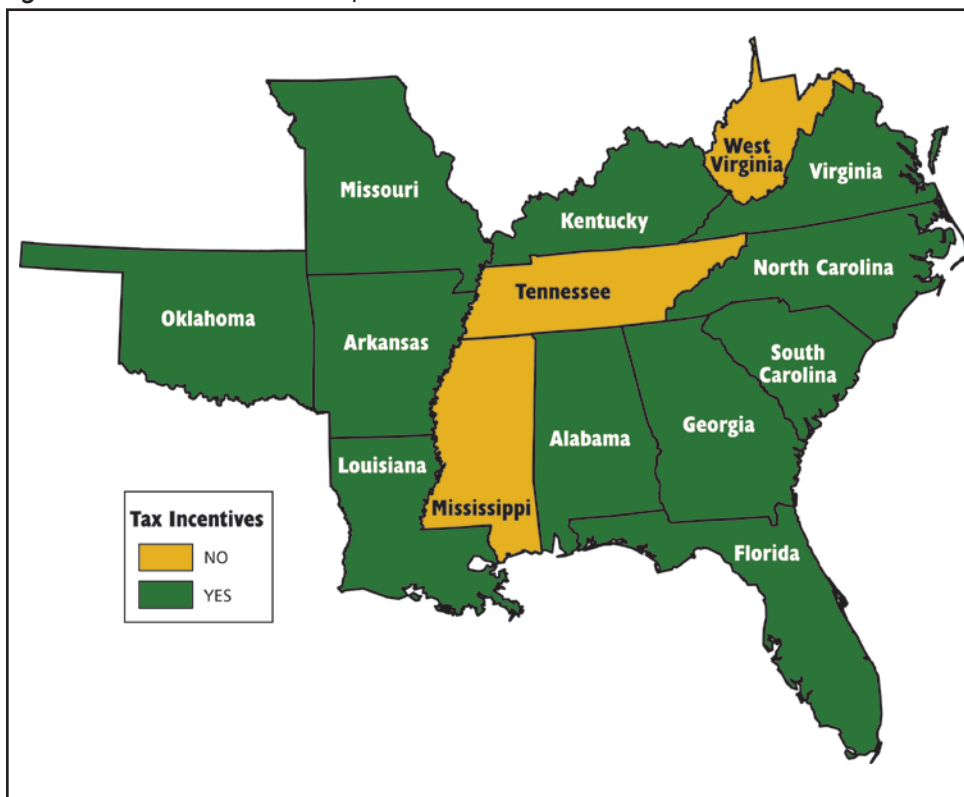 West
Virginia
Virginia
Missouri
Kentucky
North Carolina
Tennessee
Oklahoma
Arkansas
South
Carolina
Georgia
Alabama
Louisiana
Mississippi
Florida
Tax Incentives
NO
YES